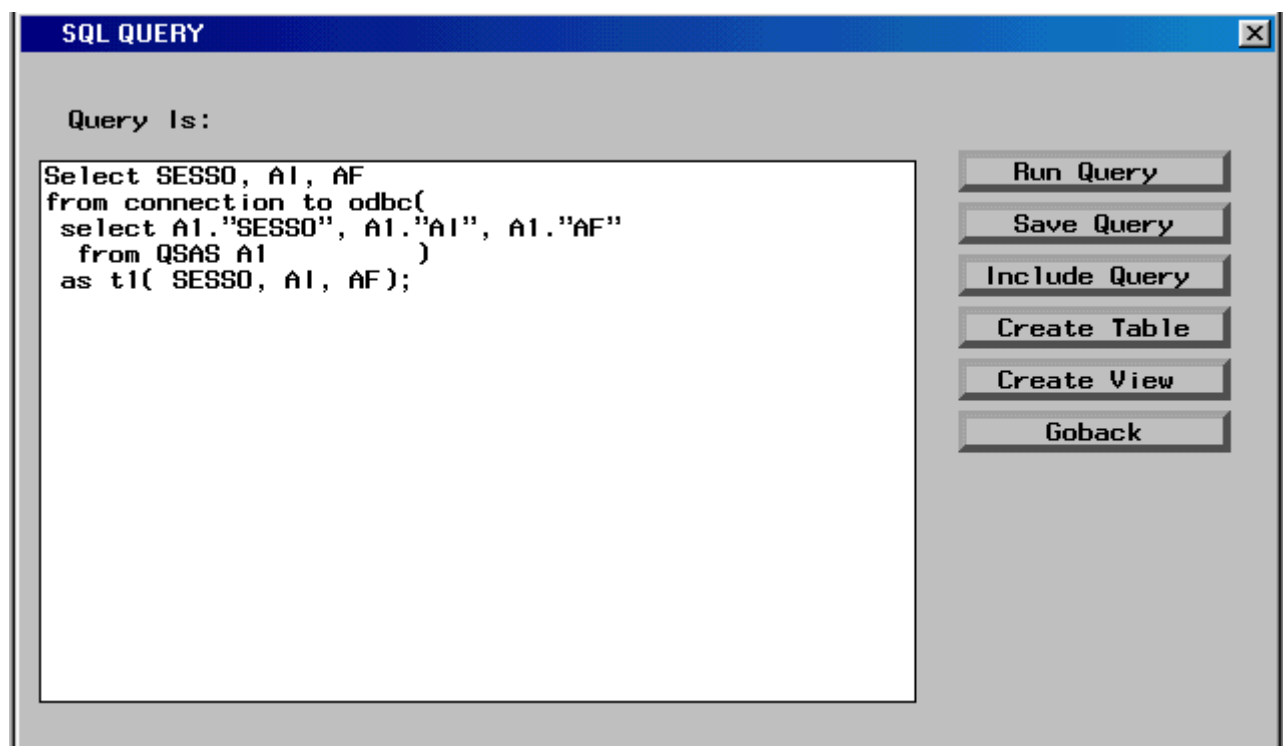 SQL QUERY
Query Is:
Select SESSO, AI, AF
from connection to odbc(
select A1."SESSO", A1."AI", A1."AF"
from QSAS A1 )
as t1( SESSO, AI, AF);
Run Query
Save Query
Include Query
Create Table
Create View
Goback